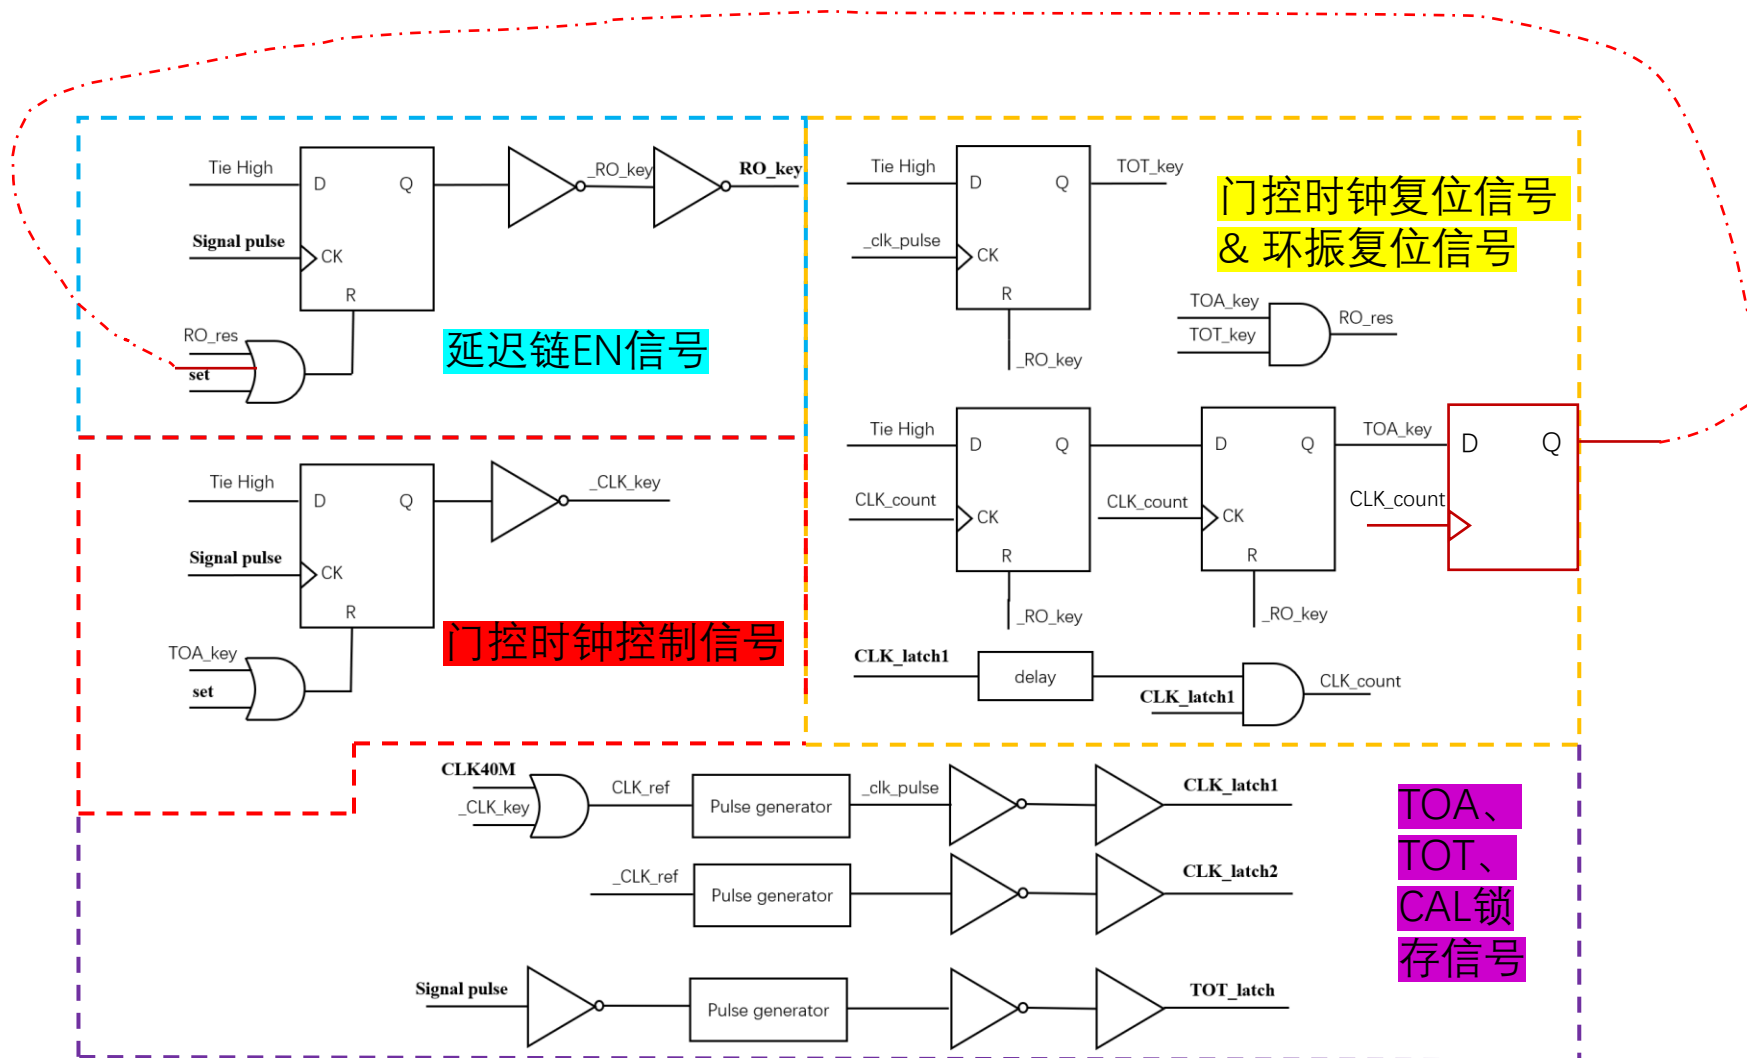 Tie High
D
Q
_RO_key
RO_key
Signal pulse
CK
R
RO_res
set
延迟链EN信号
Tie High
D
Q
TOT_key
_clk_pulse
CK
R
_RO_key
门控时钟复位信号
& 环振复位信号
TOA_key
TOT_key
RO_res
Tie High
D
Q
_CLK_key
Signal pulse
CK
R
TOA_key
set
门控时钟控制信号
Tie High
D
Q
CLK_count
CK
R
_RO_key
D
Q
CLK_count
CK
R
_RO_key
TOA_key
D
Q
CLK_count
CLK_latch1
delay
CLK_latch1
CLK_count
CLK40M
_CLK_key
CLK_ref
Pulse generator
_clk_pulse
CLK_latch1
_CLK_ref
Pulse generator
CLK_latch2
Signal pulse
Pulse generator
TOT_latch
TOA、
TOT、
CAL锁
存信号